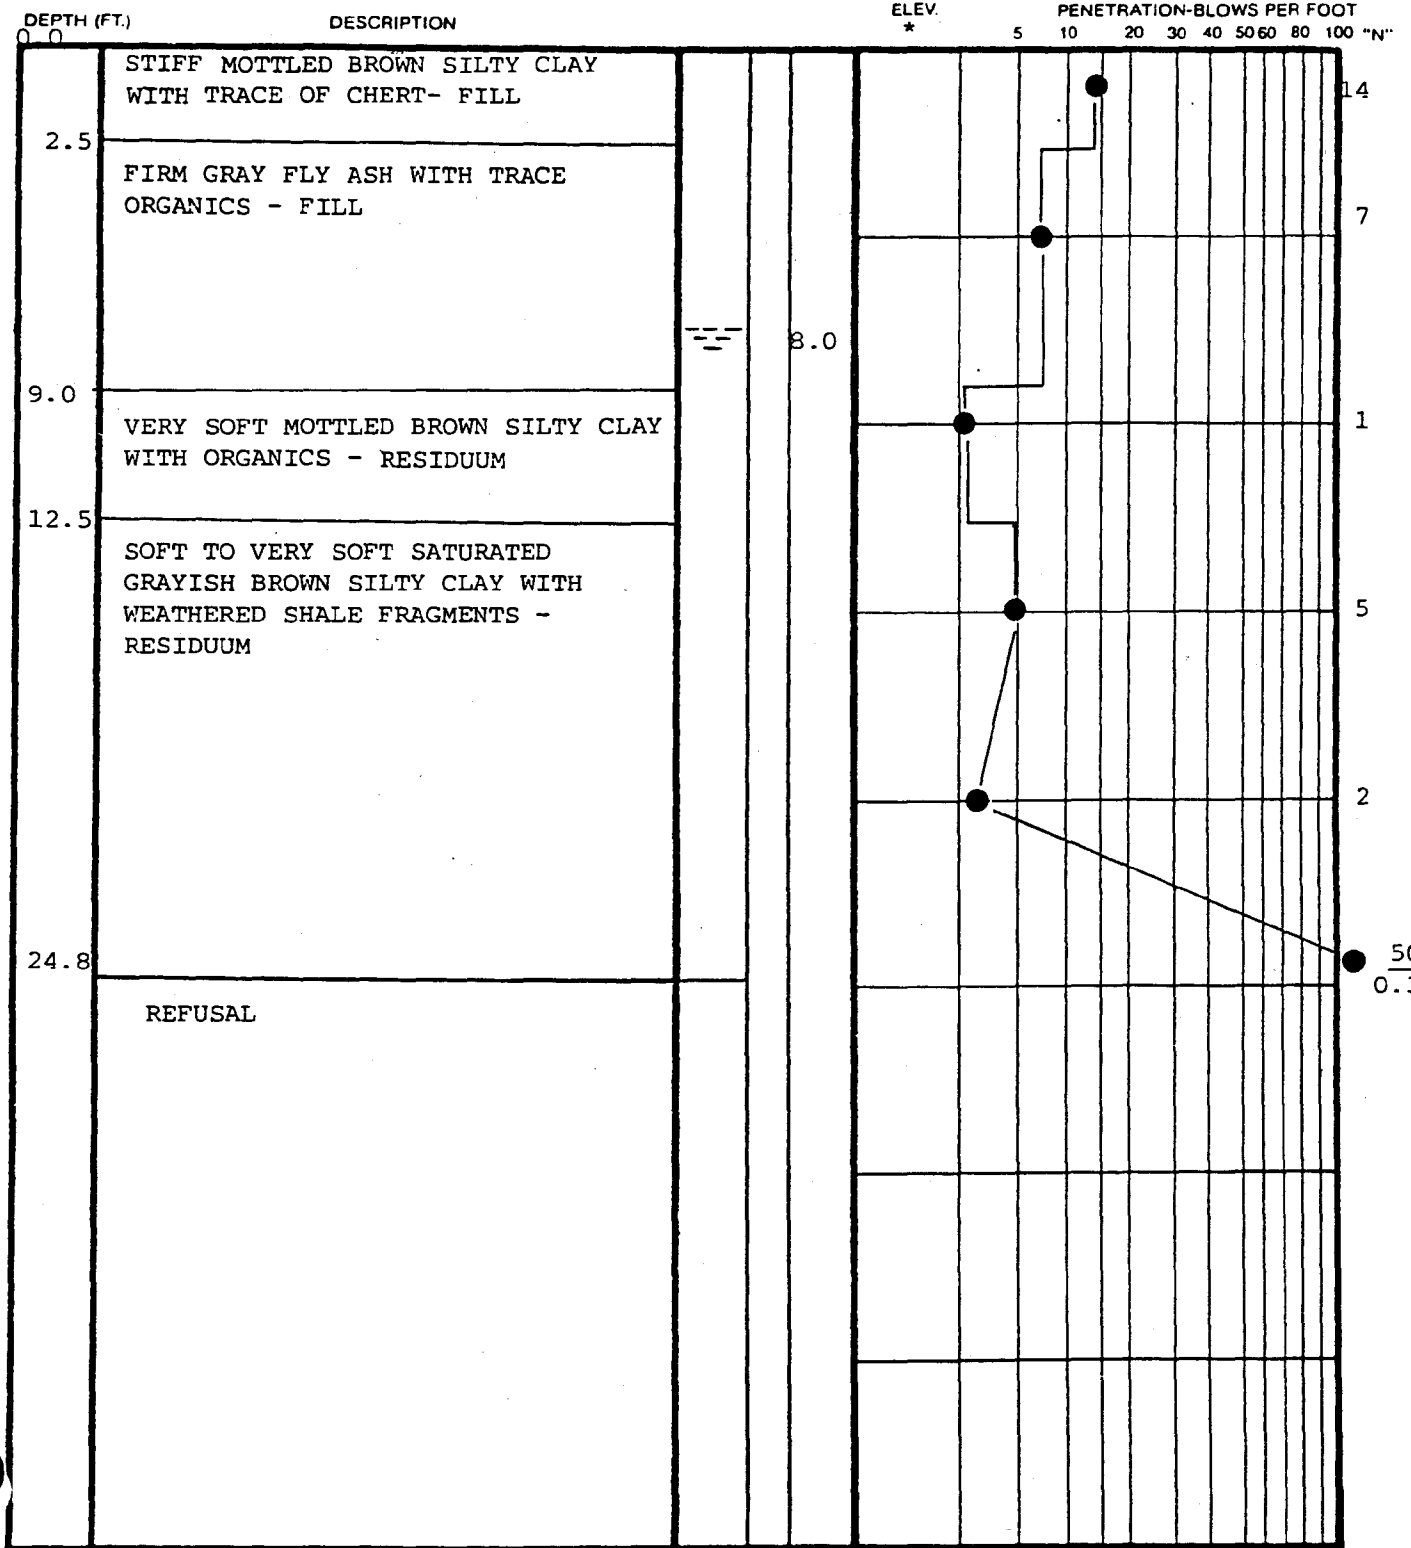 DEPTH (FT.) DESCRIPTION ELEV. PENETRATION-BLOWS PER FOOT
* 5 10 20 30 40 50 60 80 100 "N"
0.0
STIFF MOTTLED BROWN SILTY CLAY
WITH TRACE OF CHERT- FILL
14
2.5
FIRM GRAY FLY ASH WITH TRACE
ORGANICS - FILL
7
8.0
9.0
VERY SOFT MOTTLED BROWN SILTY CLAY
WITH ORGANICS - RESIDUUM
1
12.5
SOFT TO VERY SOFT SATURATED
GRAYISH BROWN SILTY CLAY WITH
WEATHERED SHALE FRAGMENTS -
RESIDUUM
5
2
24.8
REFUSAL